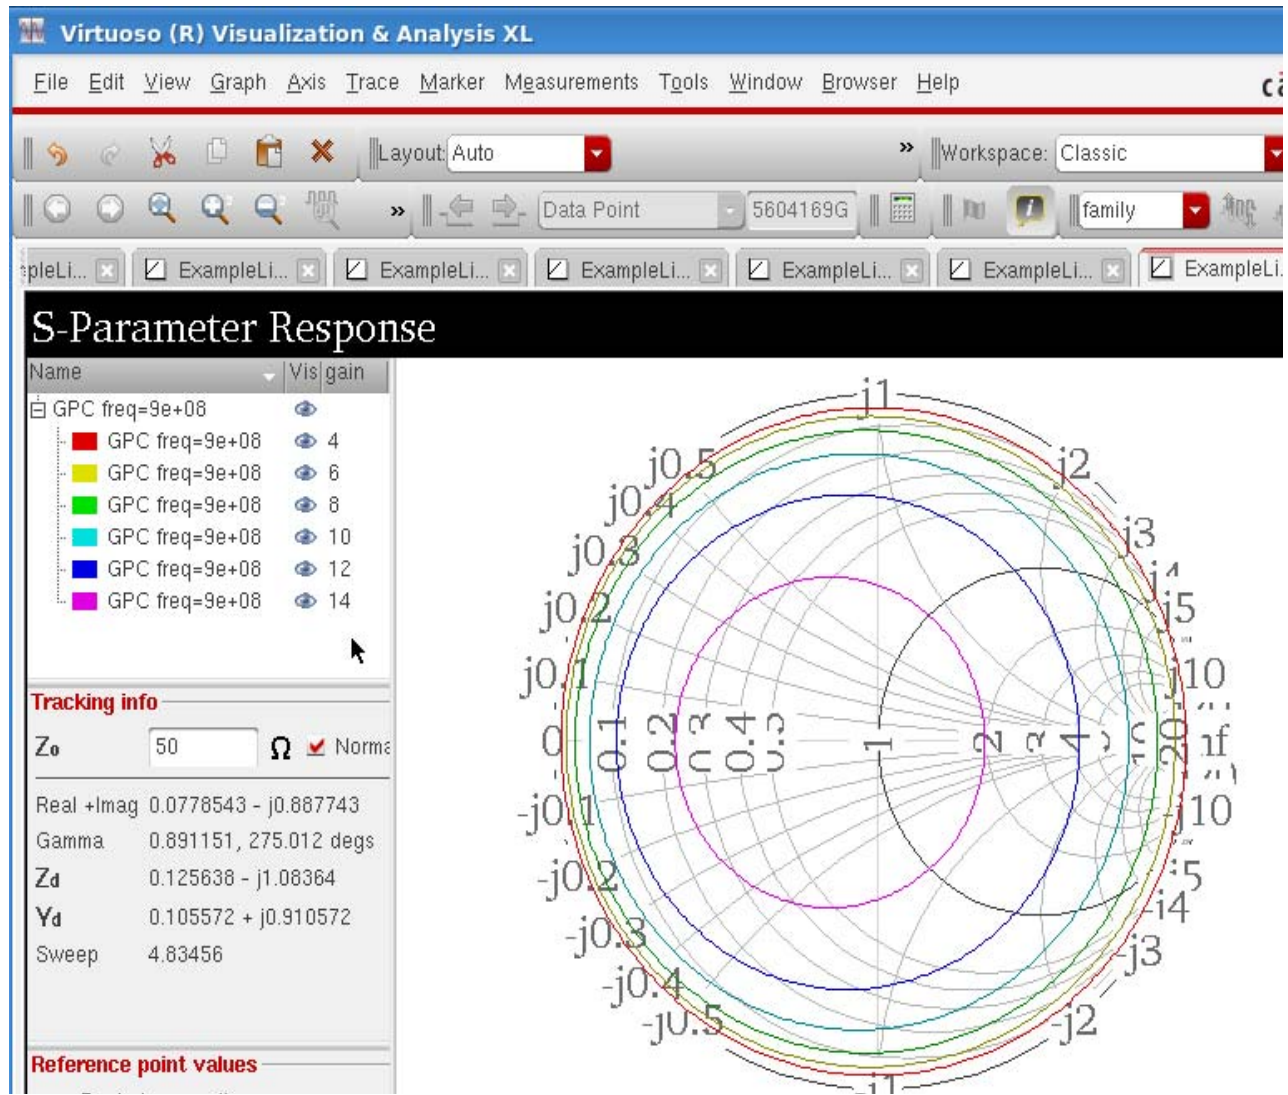 Virtuoso (R) Visualization & Analysis XL
File Edit View Graph Axis Trace Marker Measurements Tools Window Browser Help
Layout: Auto » Workspace: Classic
» Data Point 5604169G family
ExampleLi... ExampleLi... ExampleLi... ExampleLi... ExampleLi...
S-Parameter Response
Name Vis gain
GPC freq=9e+08
GPC freq=9e+08 4
GPC freq=9e+08 6
GPC freq=9e+08 8
GPC freq=9e+08 10
GPC freq=9e+08 12
GPC freq=9e+08 14
Tracking info
Zo 50 Ω
Real +Imag 0.0778543 - j0.887743
Gamma 0.891151, 275.012 degs
Zd 0.125638 - j1.08364
Yd 0.105572 + j0.910572
Sweep 4.83456
Reference point values
j1
j0.5 j2
j0.4
j0.3 j3
j0.2 j5
j0.1 j10
0 0.1 0.2 0.3 0.4 1 2 3 4 10 20
-j0.1
-j0.2
-j0.3 -j3
-j0.4
-j0.5 -j2
-j1